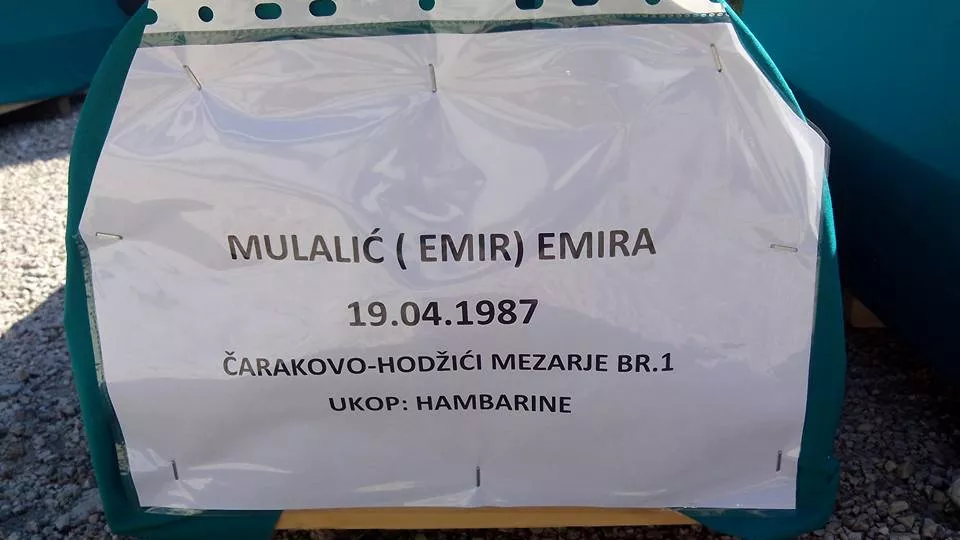 MULALIĆ ( EMIR) EMIRA
19.04.1987
ČARAKOVO-HODŽIĆI MEZARJE BR.1
UKOP: HAMBARINE